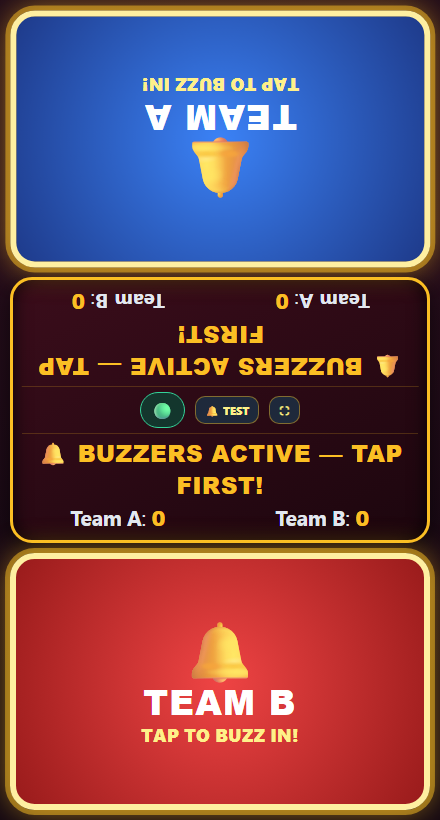 TAP TO BUZZ IN!
TEAM A
Team B: 0 Team A: 0
FIRST!
🔔 BUZZERS ACTIVE — TAP
🔔 TEST
🔔 BUZZERS ACTIVE — TAP
FIRST!
Team A: 0 Team B: 0
TEAM B
TAP TO BUZZ IN!